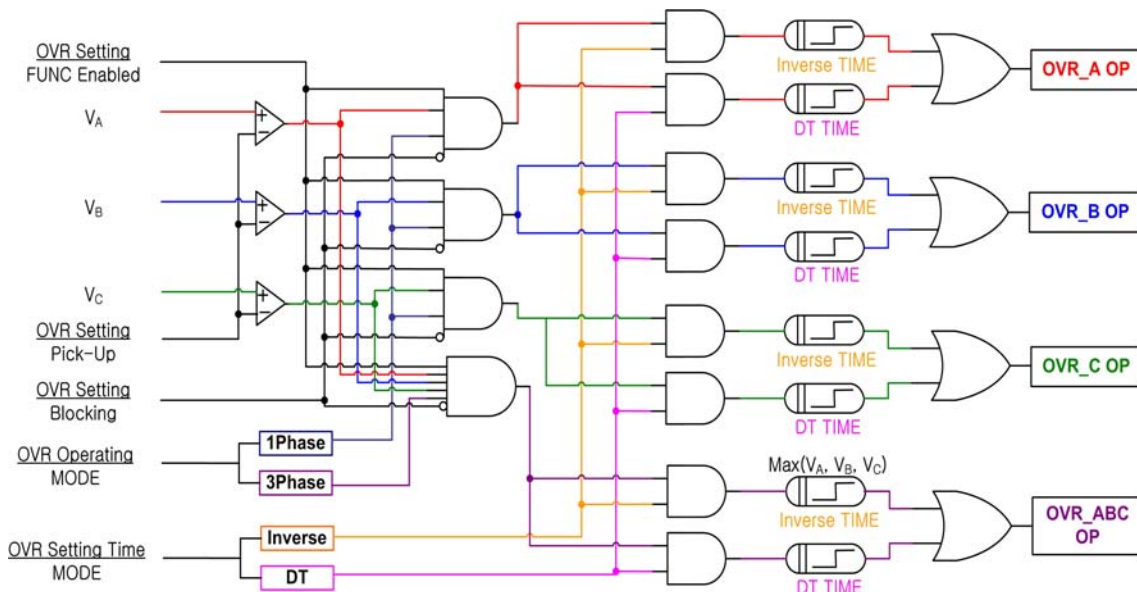 OVR Setting
FUNC Enabled
VA
VB
VC
OVR Setting
Pick-Up
OVR Setting
Blocking
OVR Operating
MODE
1Phase
3Phase
OVR Setting Time
MODE
Inverse
DT
+
−
+
−
+
−
Inverse TIME
DT TIME
OVR_A OP
Inverse TIME
DT TIME
OVR_B OP
Inverse TIME
DT TIME
OVR_C OP
Max(VA, VB, VC)
Inverse TIME
DT TIME
OVR_ABC
OP